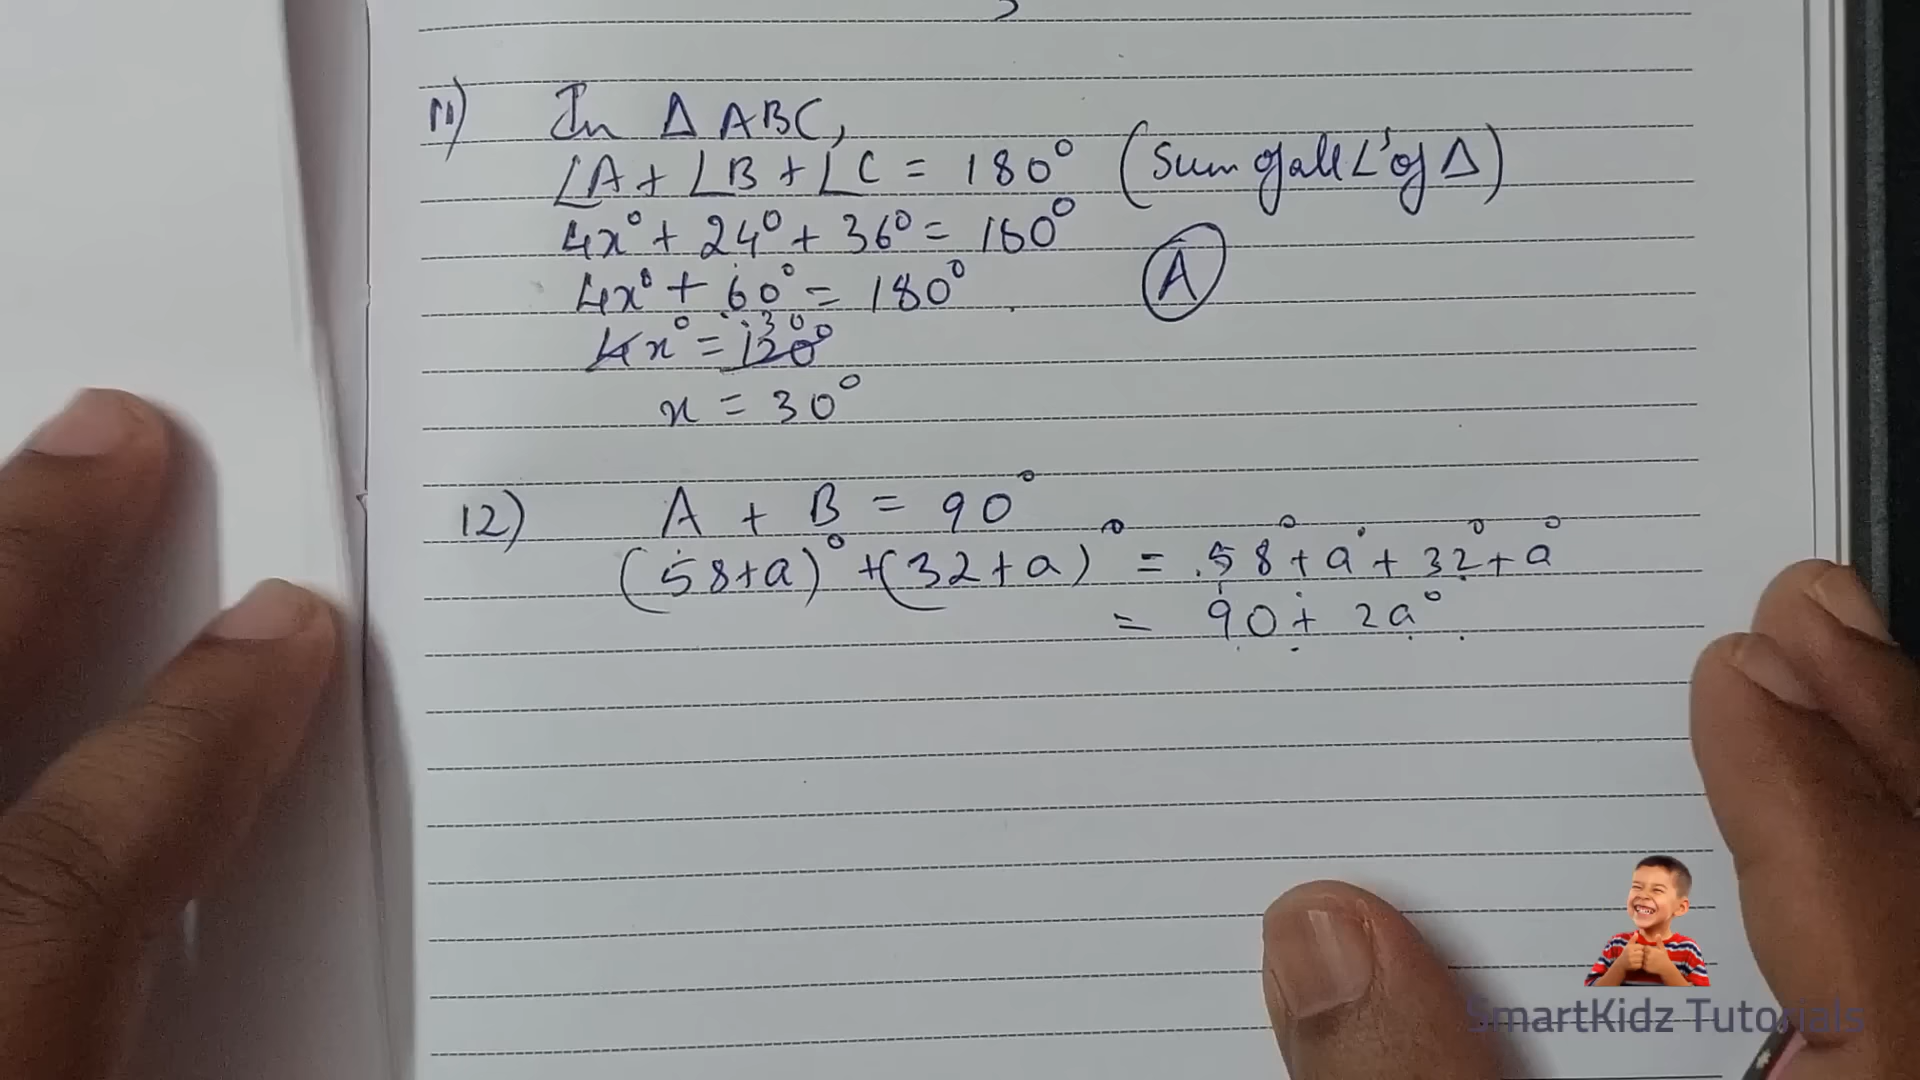 11) In Δ ABC,
∠A + ∠B + ∠C = 180° (Sum of all ∠'s of Δ)
4x° + 24° + 36° = 180°
4x° + 60° = 180°
A
30
4x° = 120°
x = 30°
12) A + B = 90°
(58+a)° + (32+a)° = 58° + a° + 32° + a°
= 90 + 2a°
SmartKidz Tutorials